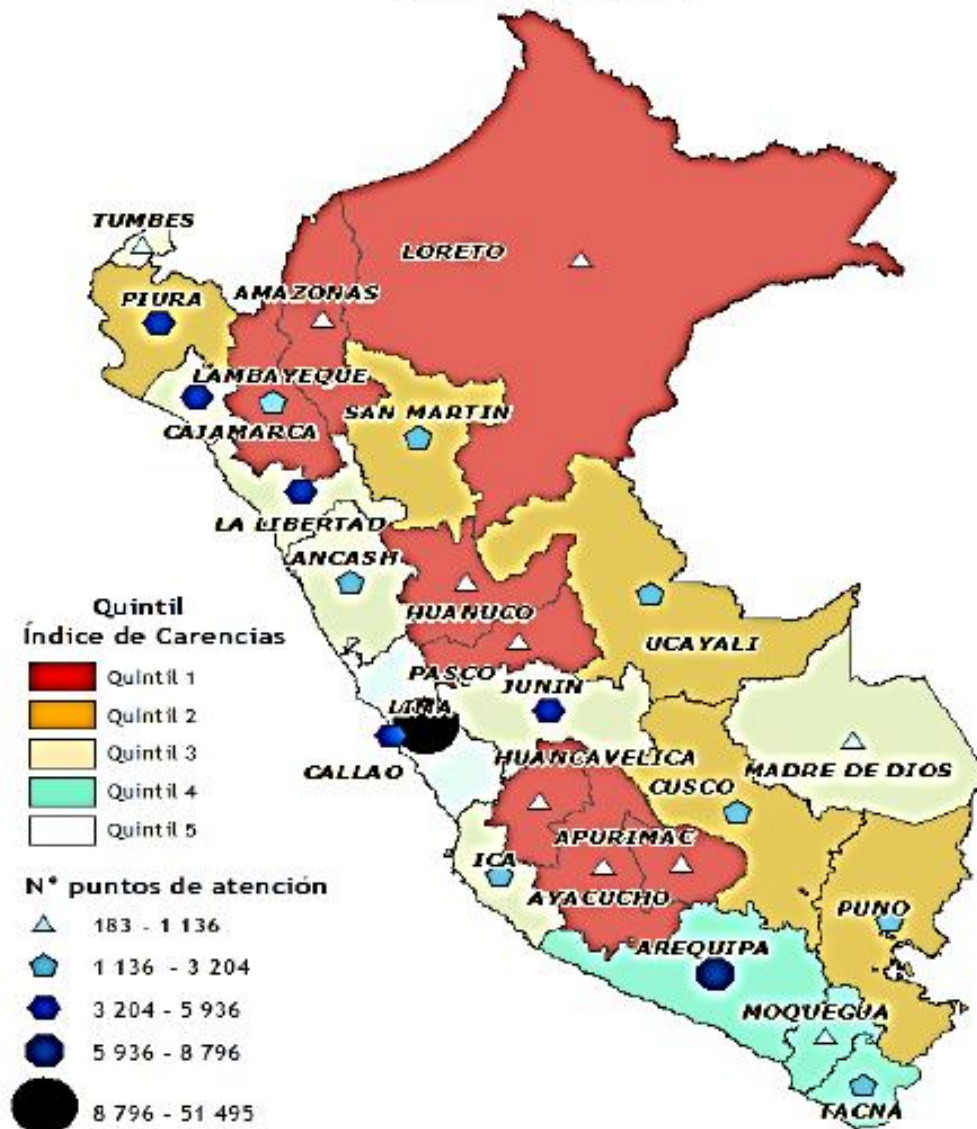 TUMBES
LORETO
PIURA
AMAZONAS
LAMBAYEQUE
SAN MARTIN
CAJAMARCA
LA LIBERTAD
ANCASH
HUANUCO
UCAYALI
PASCO
JUNIN
LIMA
CALLAO
HUANCAVELICA
MADRE DE DIOS
CUSCO
APURIMAC
ICA
AYACUCHO
PUNO
AREQUIPA
MOQUEGUA
TACNA
Quintil
Índice de Carencias
Quintil 1
Quintil 2
Quintil 3
Quintil 4
Quintil 5
N° puntos de atención
183 - 1 136
1 136 - 3 204
3 204 - 5 936
5 936 - 8 796
8 796 - 51 495